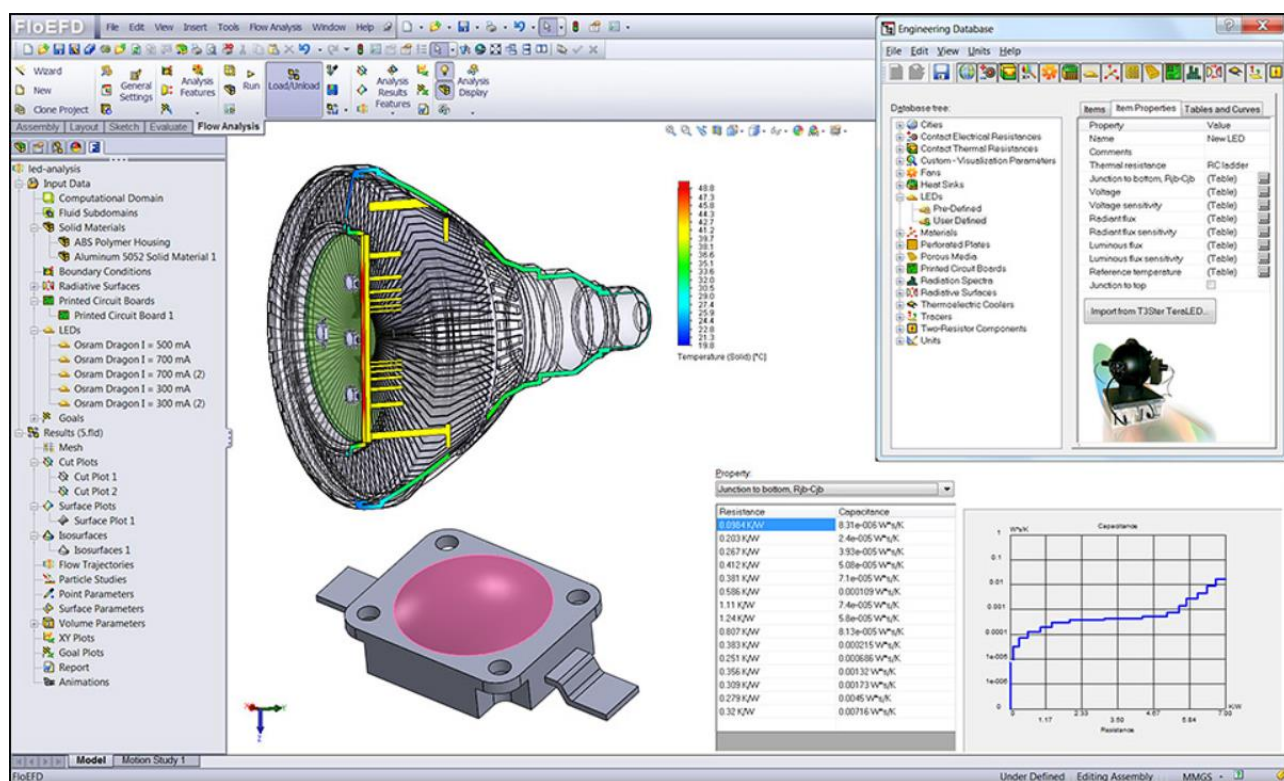 FloEFD File Edit View Insert Tools Flow Analysis Window Help
Wizard
New
Clone Project
General Settings
Analysis Features
Run
Load/Unload
Analysis Results Features
Analysis Display
Assembly Layout Sketch Evaluate Flow Analysis
led-analysis
Input Data
Computational Domain
Fluid Subdomains
Solid Materials
ABS Polymer Housing
Aluminum 5052 Solid Material 1
Boundary Conditions
Radiative Surfaces
Printed Circuit Boards
Printed Circuit Board 1
LEDs
Osram Dragon I = 500 mA
Osram Dragon I = 700 mA
Osram Dragon I = 700 mA (2)
Osram Dragon I = 300 mA
Osram Dragon I = 300 mA (2)
Goals
Results (5.fld)
Mesh
Cut Plots
Cut Plot 1
Cut Plot 2
Surface Plots
Surface Plot 1
Isosurfaces
Isosurfaces 1
Flow Trajectories
Particle Studies
Point Parameters
Surface Parameters
Volume Parameters
XY Plots
Goal Plots
Report
Animations
48.8
47.3
45.8
44.3
42.7
41.2
39.7
38.1
36.6
35.1
33.6
32.0
30.5
29.0
27.4
25.9
24.4
22.8
21.3
19.8
Temperature (Solid) [°C]
Engineering Database
File Edit View Units Help
Database tree:
Cities
Contact Electrical Resistances
Contact Thermal Resistances
Custom - Visualization Parameters
Fans
Heat Sinks
LEDs
Pre-Defined
User Defined
Materials
Perforated Plates
Porous Media
Printed Circuit Boards
Radiation Spectra
Radiative Surfaces
Thermoelectric Coolers
Tracers
Two-Resistor Components
Units
Items Item Properties Tables and Curves
Property Value
Name New LED
Comments
Thermal resistance RC ladder
Junction to bottom, Rjb-Cjb (Table)
Voltage (Table)
Voltage sensitivity (Table)
Radiant flux (Table)
Radiant flux sensitivity (Table)
Luminous flux (Table)
Luminous flux sensitivity (Table)
Reference temperature (Table)
Junction to top
Import from T3Ster TeraLED...
Property:
Junction to bottom, Rjb-Cjb
Resistance Capacitance
0.0984 K/W 8.31e-006 W*s/K
0.203 K/W 2.4e-005 W*s/K
0.267 K/W 3.93e-005 W*s/K
0.412 K/W 5.08e-005 W*s/K
0.381 K/W 7.1e-005 W*s/K
0.586 K/W 0.000109 W*s/K
1.11 K/W 7.4e-005 W*s/K
1.24 K/W 5.8e-005 W*s/K
0.807 K/W 8.13e-005 W*s/K
0.383 K/W 0.000215 W*s/K
0.251 K/W 0.000686 W*s/K
0.356 K/W 0.00132 W*s/K
0.309 K/W 0.00173 W*s/K
0.279 K/W 0.0045 W*s/K
0.32 K/W 0.00716 W*s/K
W*s/K Capacitance
1
0.1
0.01
0.001
0.0001
1e-005
1e-006
0
0 1.17 2.33 3.50 4.67 5.84 7.00 K/W
Resistance
Y
Z
Model Motion Study 1
FloEFD Under Defined Editing Assembly MMGS